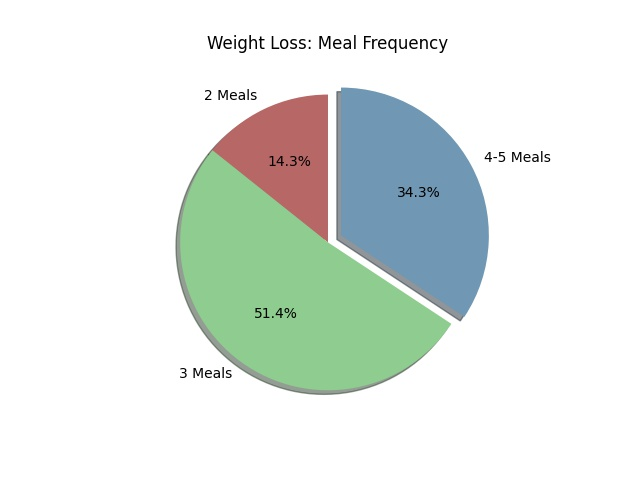 Weight Loss: Meal Frequency
2 Meals
14.3%
4-5 Meals
34.3%
51.4%
3 Meals